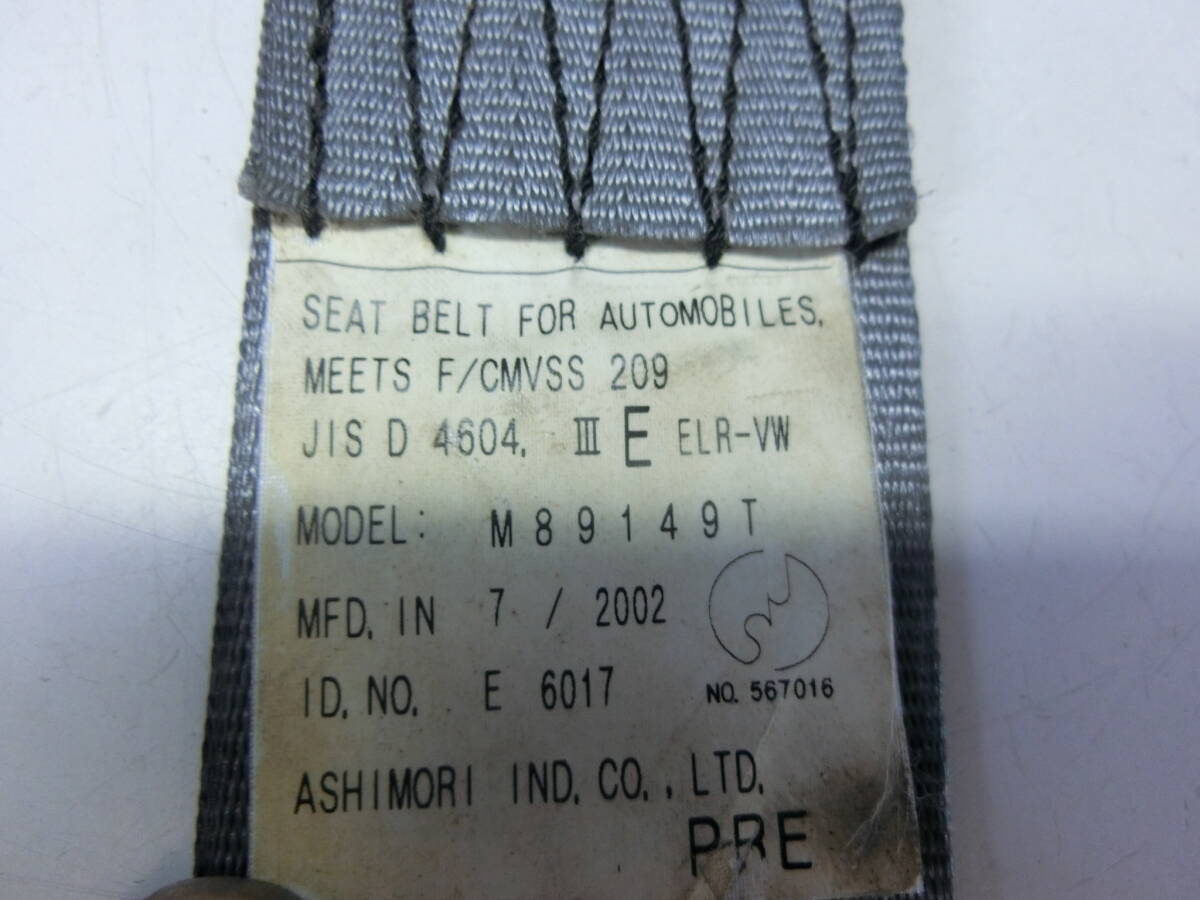 SEAT BELT FOR AUTOMOBILES.
MEETS F/CMVSS 209
JIS D 4604. III E ELR-VW
MODEL: M89149T
MFD. IN 7 / 2002
ID. NO. E 6017
NO. 567016
ASHIMORI IND. CO., LTD.
PRE